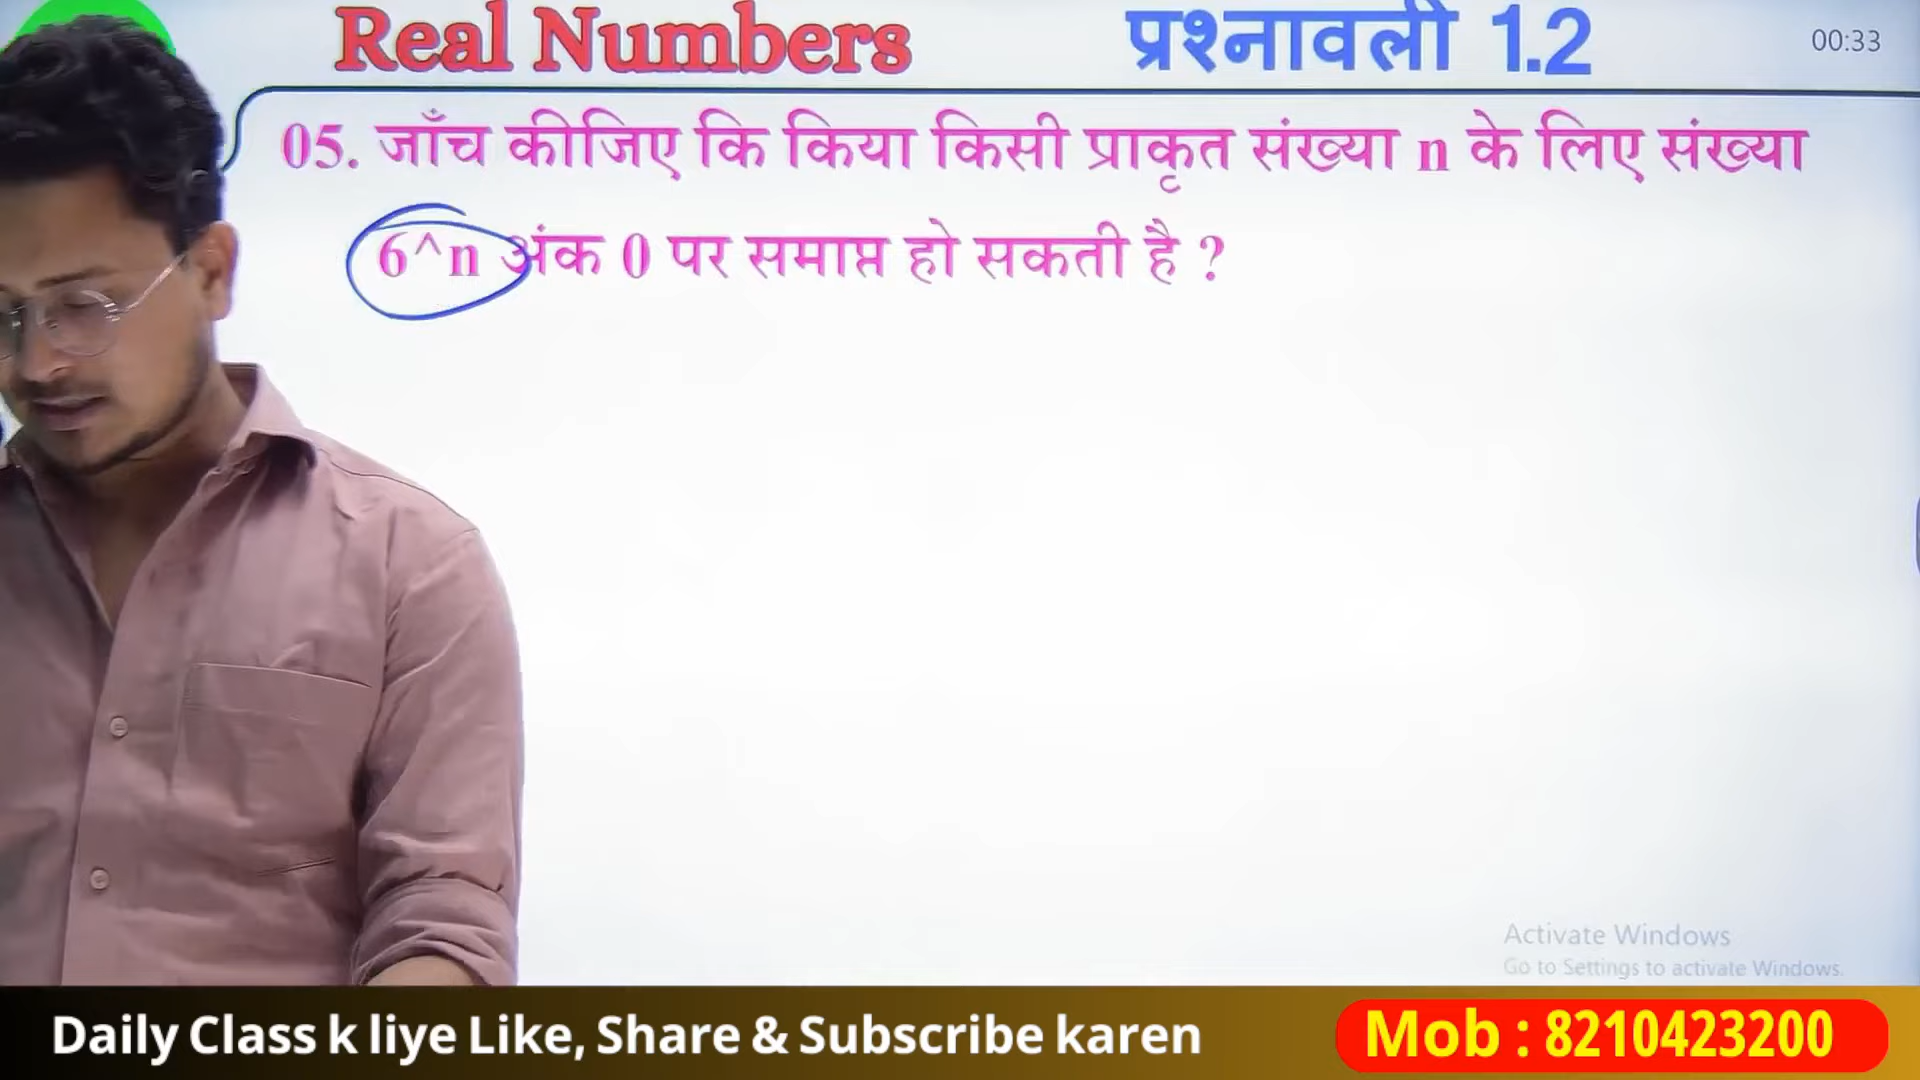 Real Numbers प्रश्नावली 1.2 00:33
05. जाँच कीजिए कि किया किसी प्राकृत संख्या n के लिए संख्या
6^n अंक 0 पर समाप्त हो सकती है ?
Activate Windows
Go to Settings to activate Windows.
Daily Class k liye Like, Share & Subscribe karen
Mob : 8210423200